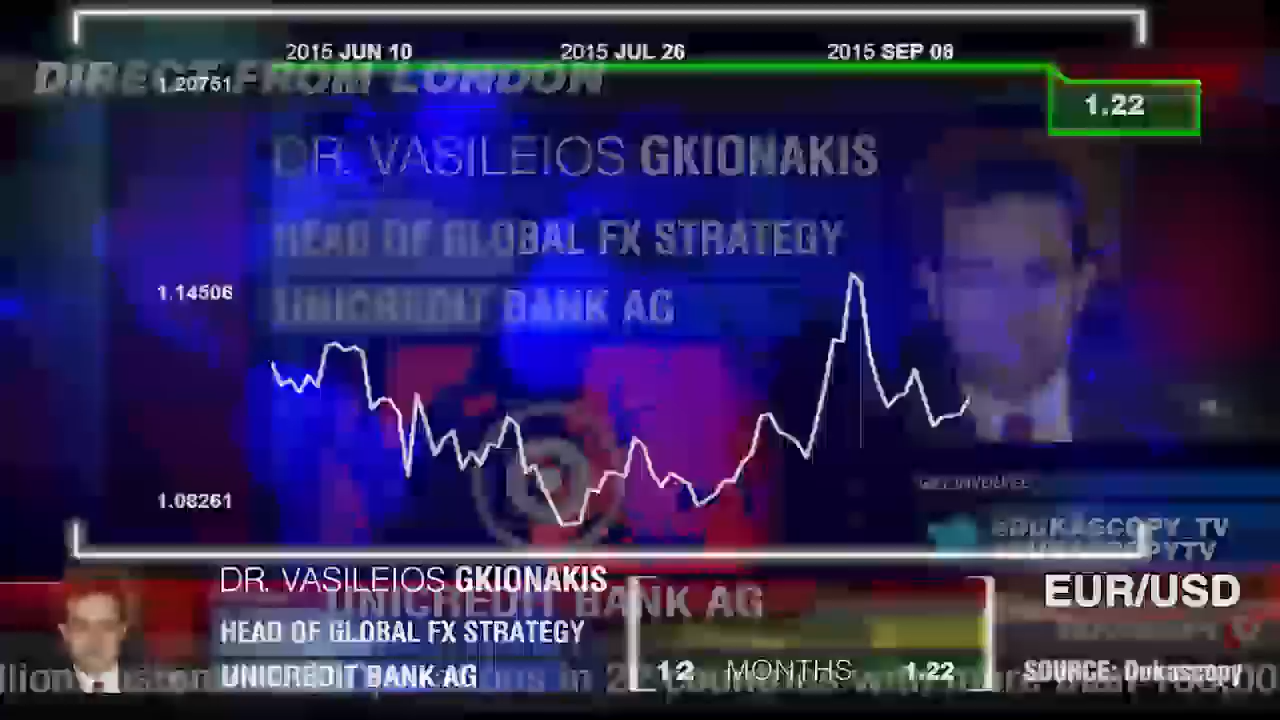 2015 JUN 10 2015 JUL 26 2015 SEP 08
DIRECT FROM LONDON
1.20751
1.22
DR. VASILEIOS GKIONAKIS
HEAD OF GLOBAL FX STRATEGY
UNICREDIT BANK AG
1.14506
1.08261
@DUKASCOPY_TV
DR. VASILEIOS GKIONAKIS
HEAD OF GLOBAL FX STRATEGY
UNICREDIT BANK AG
UNICREDIT BANK AG
12 MONTHS 1.22
EUR/USD
SOURCE: Dukascopy